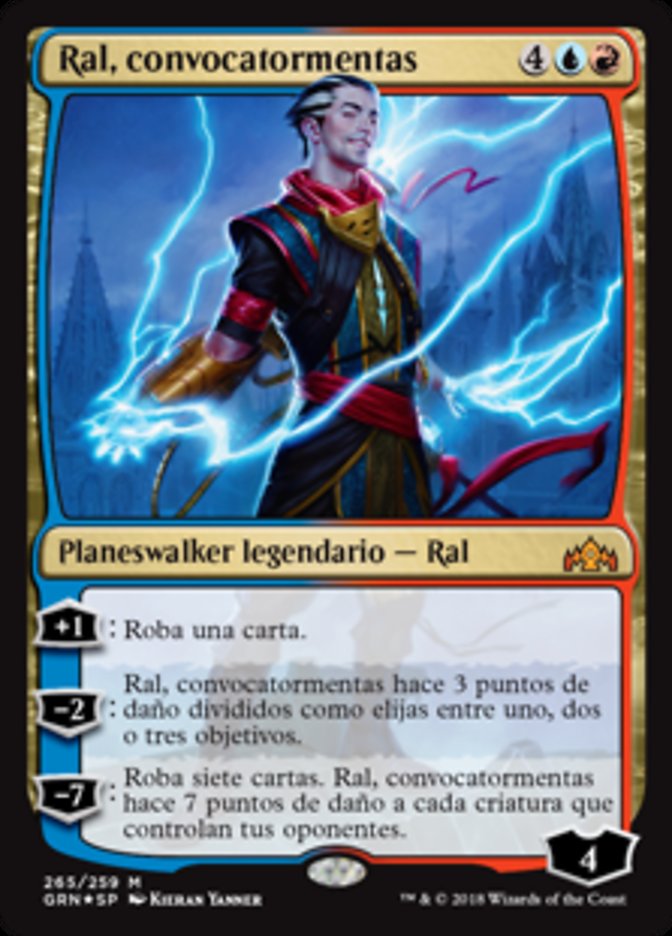 Ral, convocatormentas 4
Planeswalker legendario — Ral
+1 : Roba una carta.
Ral, convocatormentas hace 3 puntos de
−2 : daño divididos como elijas entre uno, dos
o tres objetivos.
Roba siete cartas. Ral, convocatormentas
−7 : hace 7 puntos de daño a cada criatura que
controlan tus oponentes.
4
265/259 M
GRN★SP Kieran Yanner
™ & © 2018 Wizards of the Coast